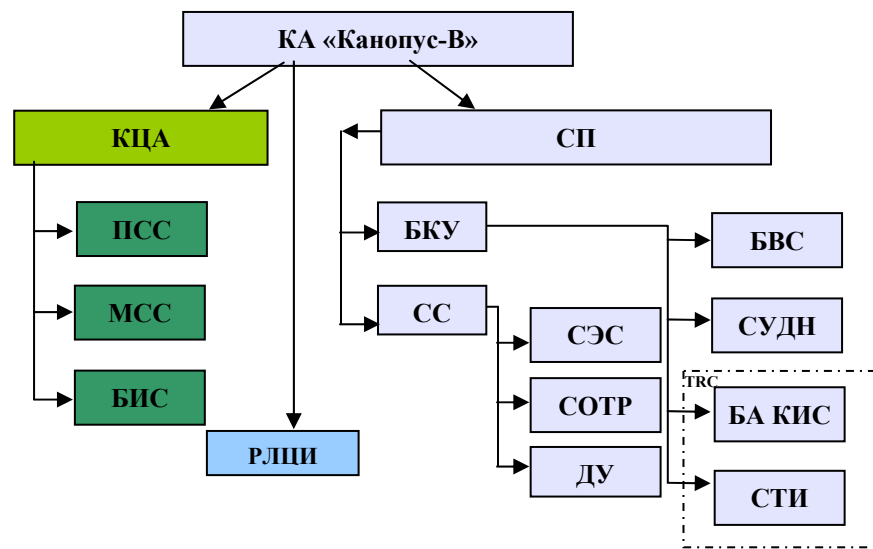 КА «Канопус-В»
КЦА
СП
ПСС
БКУ
БВС
МСС
СС
СЭС
СУДН
TRC
БИС
СОТР
БА КИС
РЛЦИ
ДУ
СТИ